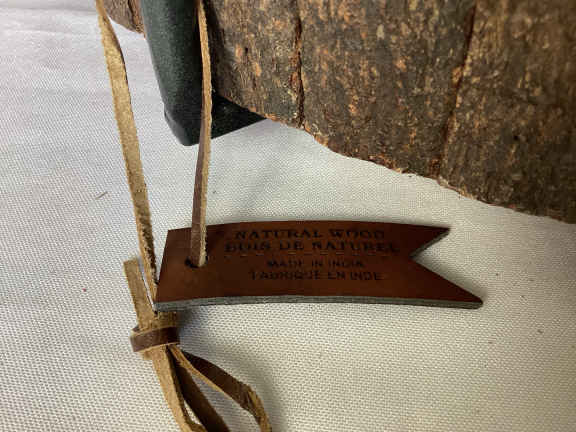 NATURAL WOOD
BOIS DE NATUREL
MADE IN INDIA
FABRIQUE EN INDE